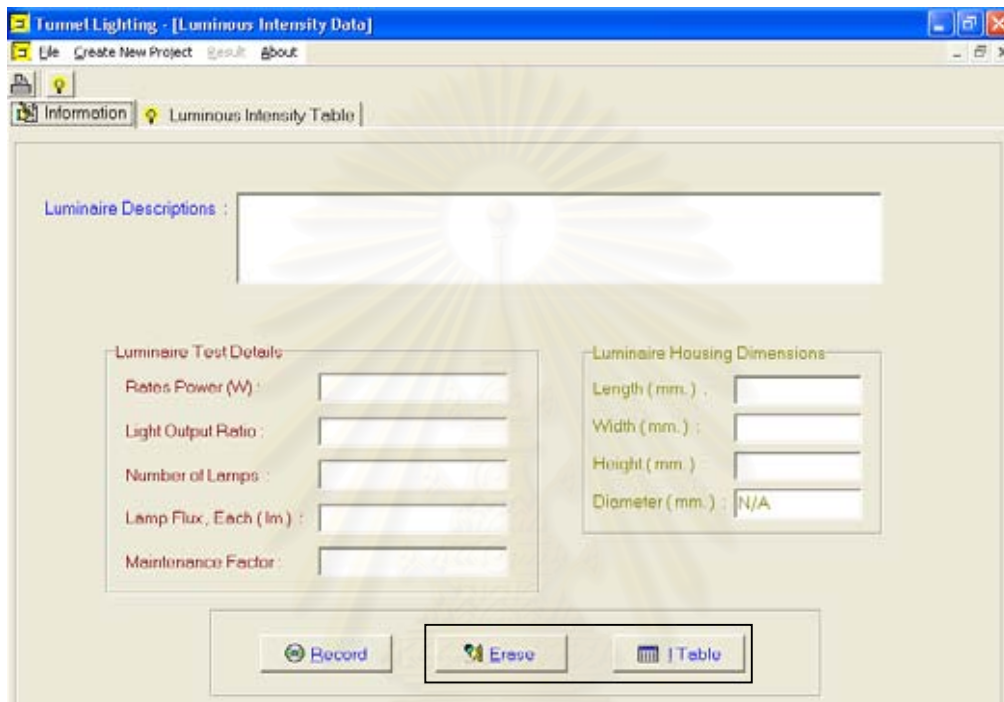 Tunnel Lighting - [Luminous Intensity Data]
File Create New Project Result About
Information Luminous Intensity Table
Luminaire Descriptions :
Luminaire Test Details
Rates Power (W) :
Light Output Ratio :
Number of Lamps :
Lamp Flux, Each ( lm ) :
Maintenance Factor :
Luminaire Housing Dimensions
Length ( mm. ) :
Width ( mm. ) :
Height ( mm. )
Diameter ( mm. ) : N/A
Record Erase I Table